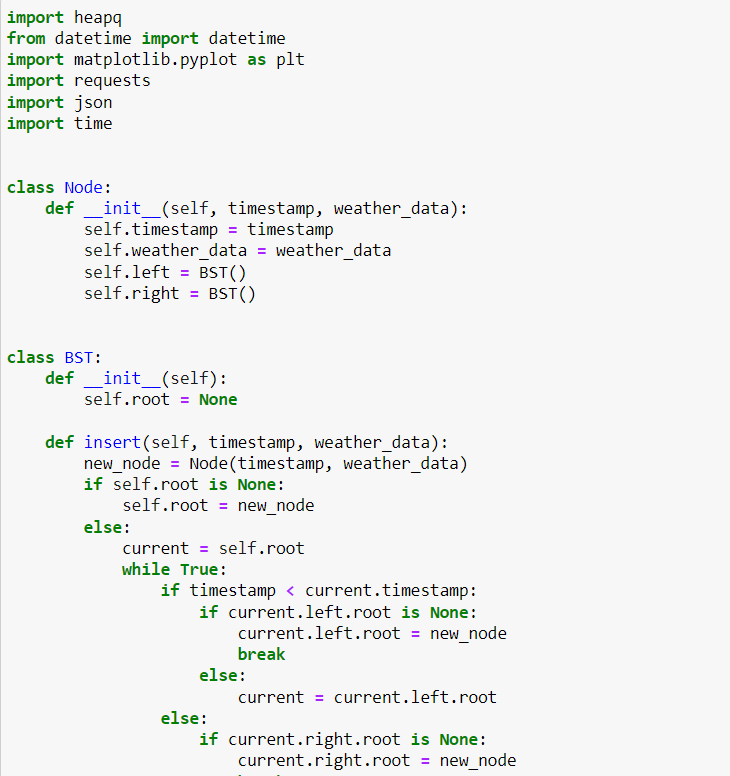 import heapq
from datetime import datetime
import matplotlib.pyplot as plt
import requests
import json
import time
class Node:
    def __init__(self, timestamp, weather_data):
        self.timestamp = timestamp
        self.weather_data = weather_data
        self.left = BST()
        self.right = BST()
class BST:
    def __init__(self):
        self.root = None
    def insert(self, timestamp, weather_data):
        new_node = Node(timestamp, weather_data)
        if self.root is None:
            self.root = new_node
        else:
            current = self.root
            while True:
                if timestamp < current.timestamp:
                    if current.left.root is None:
                        current.left.root = new_node
                        break
                    else:
                        current = current.left.root
                else:
                    if current.right.root is None:
                        current.right.root = new_node